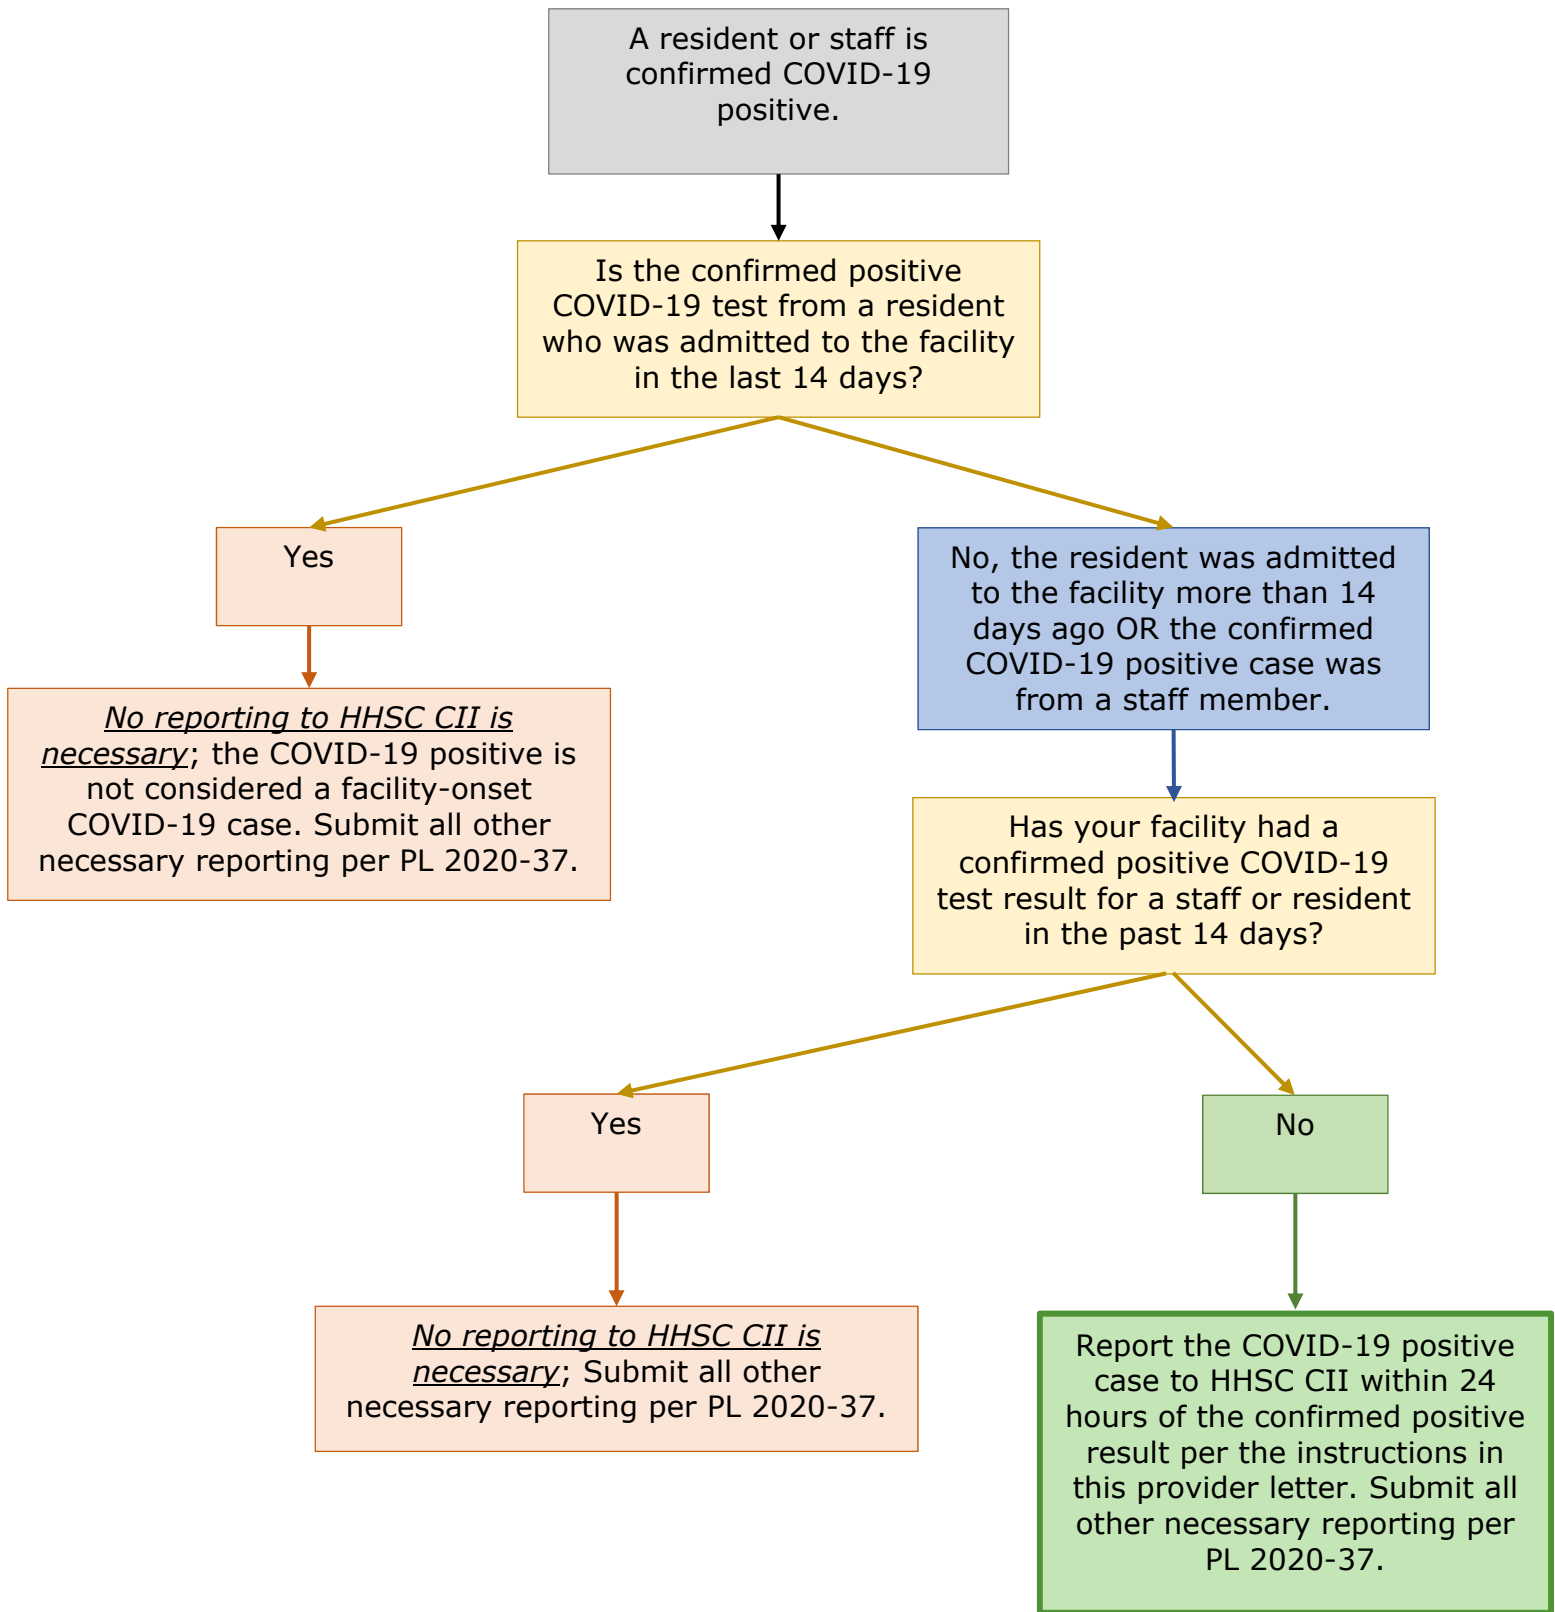 A resident or staff is
confirmed COVID-19
positive.
Is the confirmed positive
COVID-19 test from a resident
who was admitted to the facility
in the last 14 days?
Yes
No, the resident was admitted
to the facility more than 14
days ago OR the confirmed
COVID-19 positive case was
from a staff member.
No reporting to HHSC CII is
necessary; the COVID-19 positive is
not considered a facility-onset
COVID-19 case. Submit all other
necessary reporting per PL 2020-37.
Has your facility had a
confirmed positive COVID-19
test result for a staff or resident
in the past 14 days?
Yes
No
No reporting to HHSC CII is
necessary; Submit all other
necessary reporting per PL 2020-37.
Report the COVID-19 positive
case to HHSC CII within 24
hours of the confirmed positive
result per the instructions in
this provider letter. Submit all
other necessary reporting per
PL 2020-37.